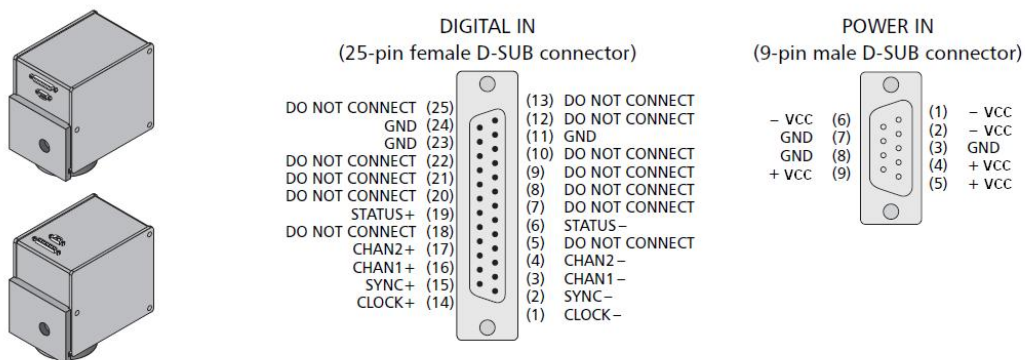 DIGITAL IN
(25-pin female D-SUB connector)
DO NOT CONNECT (25)
GND (24)
GND (23)
DO NOT CONNECT (22)
DO NOT CONNECT (21)
DO NOT CONNECT (20)
STATUS+ (19)
DO NOT CONNECT (18)
CHAN2+ (17)
CHAN1+ (16)
SYNC+ (15)
CLOCK+ (14)
(13) DO NOT CONNECT
(12) DO NOT CONNECT
(11) GND
(10) DO NOT CONNECT
(9) DO NOT CONNECT
(8) DO NOT CONNECT
(7) DO NOT CONNECT
(6) STATUS–
(5) DO NOT CONNECT
(4) CHAN2–
(3) CHAN1–
(2) SYNC–
(1) CLOCK–
POWER IN
(9-pin male D-SUB connector)
– VCC (6)
GND (7)
GND (8)
+ VCC (9)
(1) – VCC
(2) – VCC
(3) GND
(4) + VCC
(5) + VCC